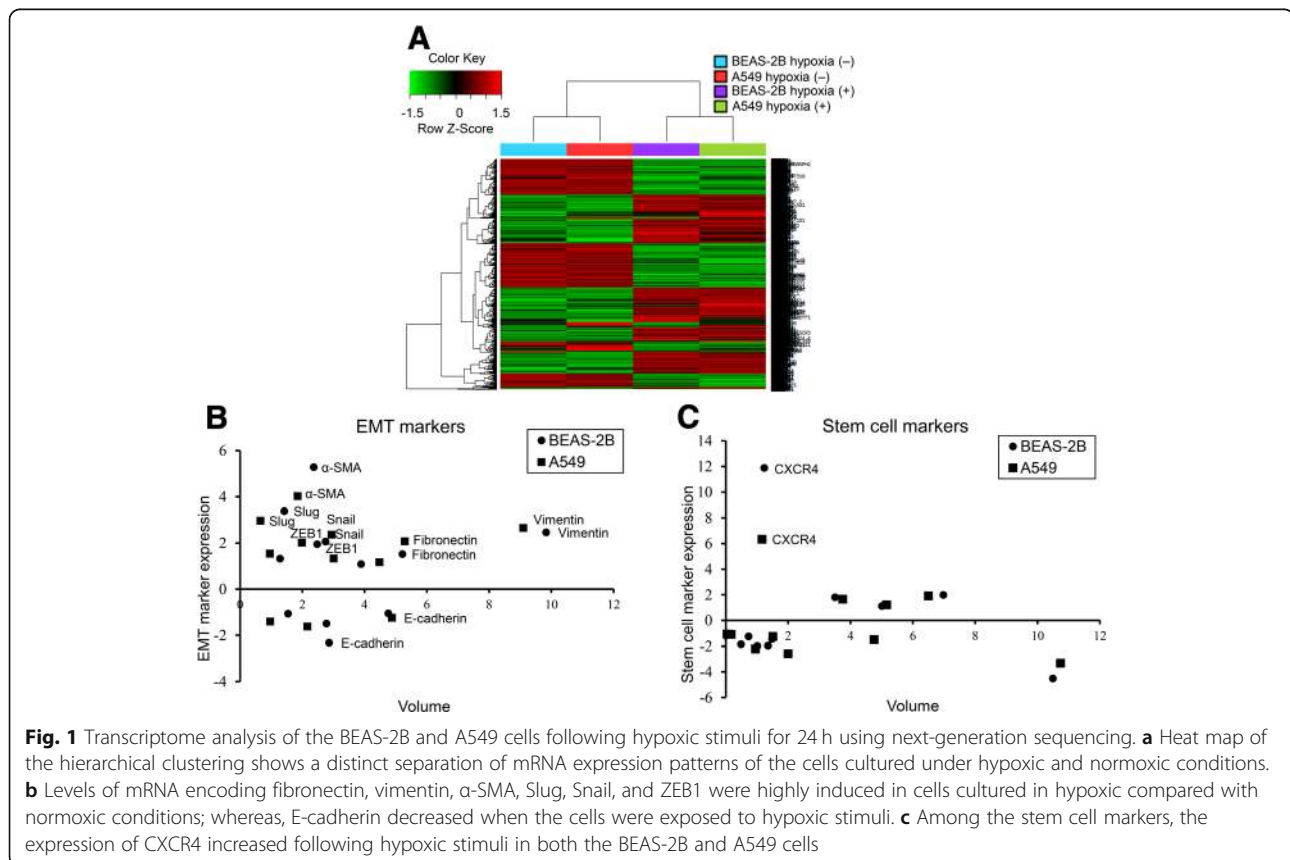 A
Color Key
-1.5 0 1.5
Row Z-Score
BEAS-2B hypoxia (–)
A549 hypoxia (–)
BEAS-2B hypoxia (+)
A549 hypoxia (+)
B
EMT markers
BEAS-2B
A549
EMT marker expression
6
4
2
0
-2
-4
0 2 4 6 8 10 12
Volume
α-SMA
α-SMA
Slug
Slug
Snail
Snail
ZEB1
ZEB1
Fibronectin
Fibronectin
Vimentin
Vimentin
E-cadherin
E-cadherin
C
Stem cell markers
BEAS-2B
A549
Stem cell marker expression
14
12
10
8
6
4
2
0
-2
-4
-6
0 2 4 6 8 10 12
Volume
CXCR4
CXCR4
Fig. 1 Transcriptome analysis of the BEAS-2B and A549 cells following hypoxic stimuli for 24 h using next-generation sequencing. a Heat map of
the hierarchical clustering shows a distinct separation of mRNA expression patterns of the cells cultured under hypoxic and normoxic conditions.
b Levels of mRNA encoding fibronectin, vimentin, α-SMA, Slug, Snail, and ZEB1 were highly induced in cells cultured in hypoxic compared with
normoxic conditions; whereas, E-cadherin decreased when the cells were exposed to hypoxic stimuli. c Among the stem cell markers, the
expression of CXCR4 increased following hypoxic stimuli in both the BEAS-2B and A549 cells